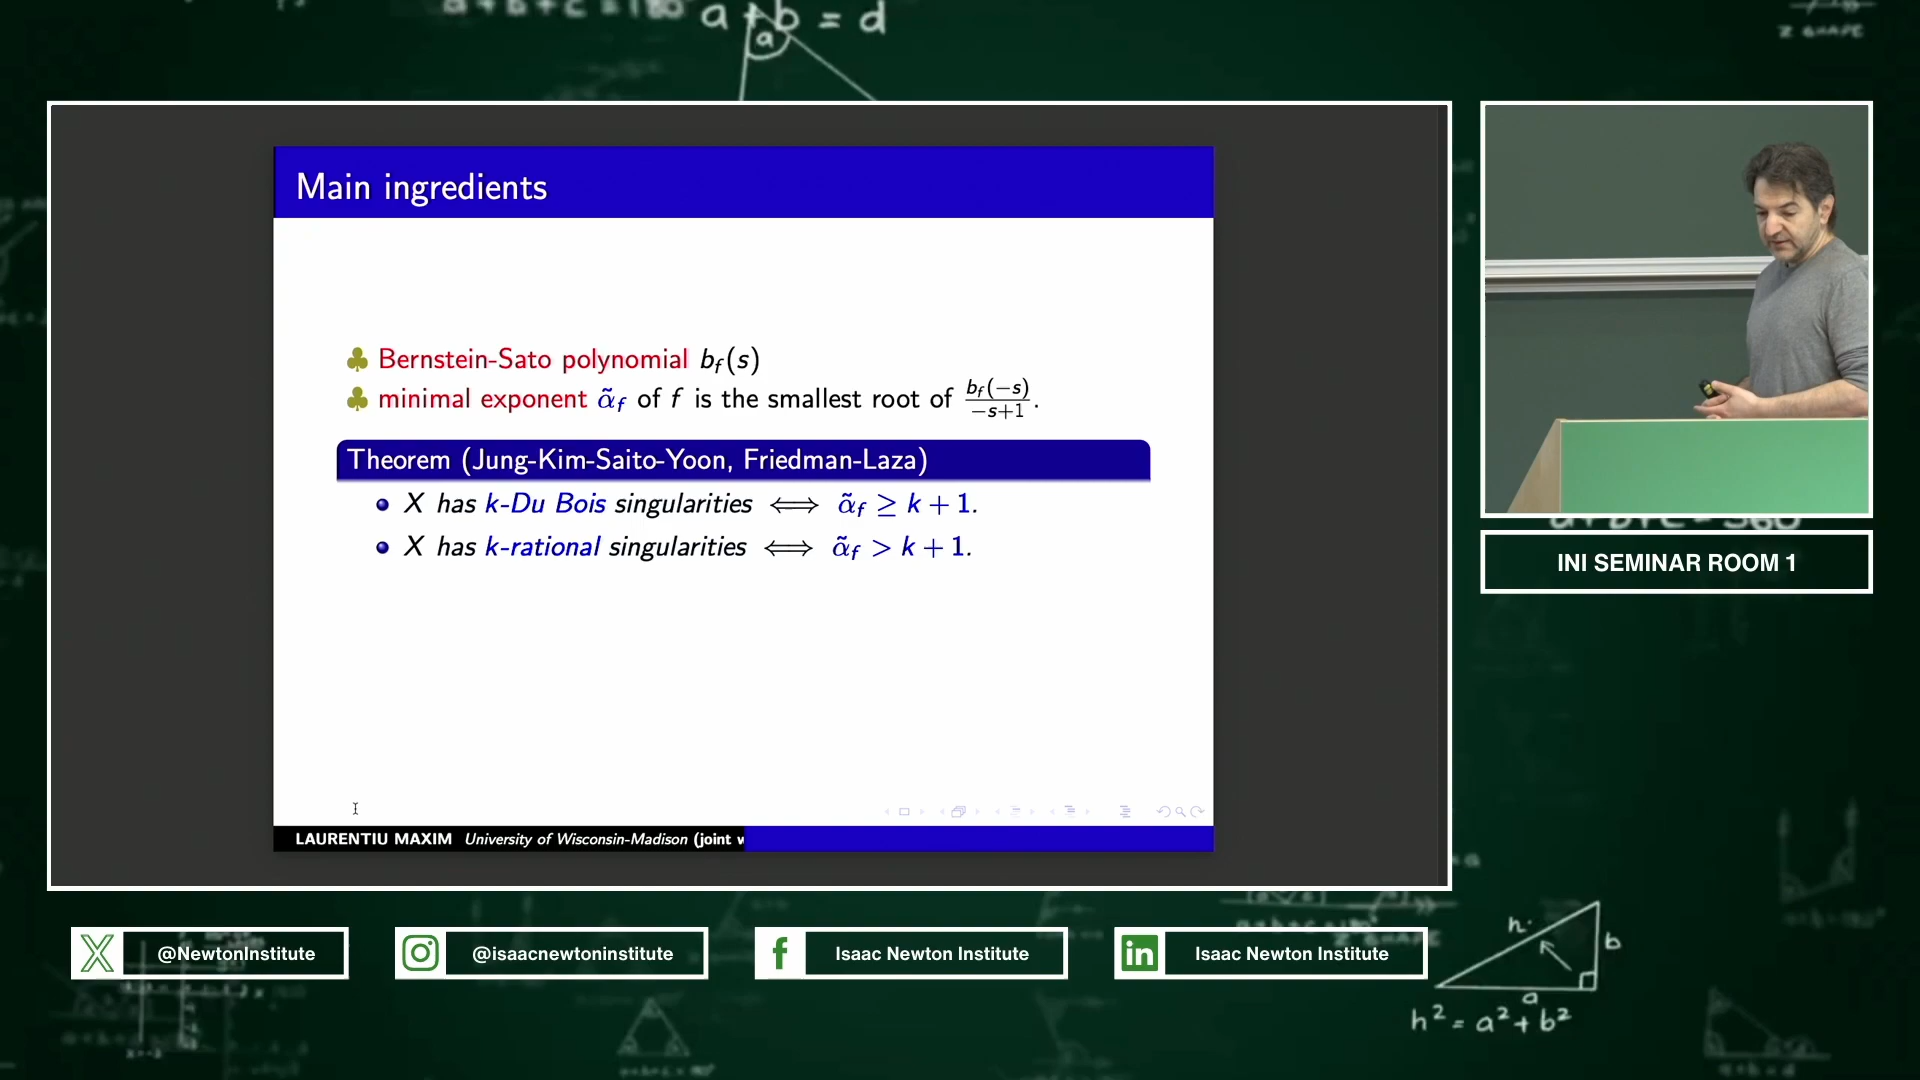 a + b = d
a
Z SHAPE
Main ingredients
♣ Bernstein-Sato polynomial b_f(s)
♣ minimal exponent α̃_f of f is the smallest root of b_f(−s)/−s+1.
Theorem (Jung-Kim-Saito-Yoon, Friedman-Laza)
• X has k-Du Bois singularities ⟺ α̃_f ≥ k + 1.
• X has k-rational singularities ⟺ α̃_f > k + 1.
LAURENTIU MAXIM University of Wisconsin-Madison (joint w
INI SEMINAR ROOM 1
@NewtonInstitute
@isaacnewtoninstitute
Isaac Newton Institute
Isaac Newton Institute
h
b
a
h² = a² + b²